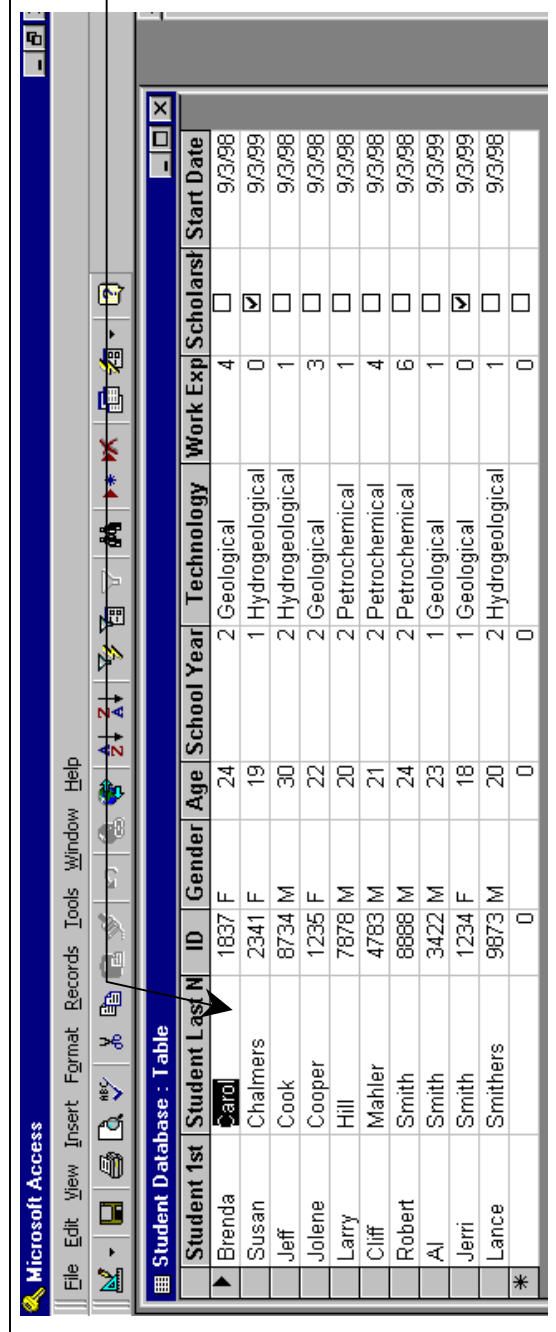 Microsoft Access
File Edit View Insert Format Records Tools Window Help
Student Database : Table
Student 1st Student Last N ID Gender Age School Year Technology Work Exp Scholarsh Start Date
Brenda Carol 1837 F 24 2 Geological 4 9/3/98
Susan Chalmers 2341 F 19 1 Hydrogeological 0 9/3/99
Jeff Cook 8734 M 30 2 Hydrogeological 1 9/3/98
Jolene Cooper 1235 F 22 2 Geological 3 9/3/98
Larry Hill 7878 M 20 2 Petrochemical 1 9/3/98
Cliff Mahler 4783 M 21 2 Petrochemical 4 9/3/98
Robert Smith 8888 M 24 2 Petrochemical 6 9/3/98
Al Smith 3422 M 23 1 Geological 1 9/3/99
Jerri Smith 1234 F 18 1 Geological 0 9/3/99
Lance Smithers 9873 M 20 2 Hydrogeological 1 9/3/98
* 0 0 0 0